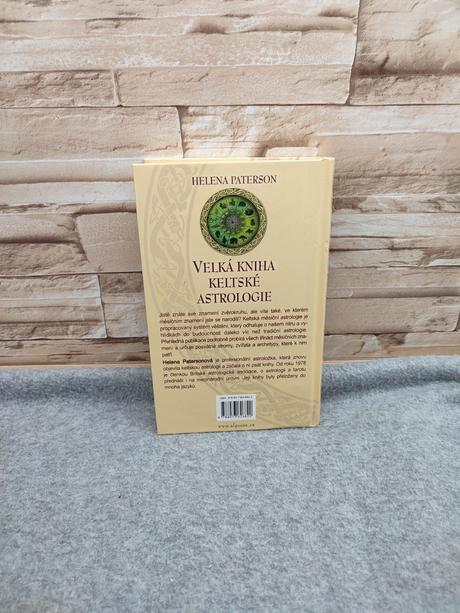 HELENA PATERSON
VELKÁ KNIHA
KELTSKÉ
ASTROLOGIE
Jistě znáte své znamení zvěrokruhu, ale víte také, ve kterém
měsíčním znamení jste se narodili? Keltská měsíční astrologie je
propracovaný systém věštění, který odhaluje o našem nitru a vy-
hlídkách do budoucnosti daleko víc než tradiční astrologie.
Přehledná publikace podrobně probírá všech třináct měsíčních zna-
mení a určuje posvátné stromy, zvířata a archetypy, které k nim
patří.
Helena Patersonová je profesionální astroložka, která znovu
objevila keltskou astrologii a začala o ní psát knihy. Od roku 1978
je členkou Britské astrologické asociace, o astrologii a tarotu
přednáší i na mezinárodní úrovni. Její knihy byly přeloženy do
mnoha jazyků.
www.alpress.cz